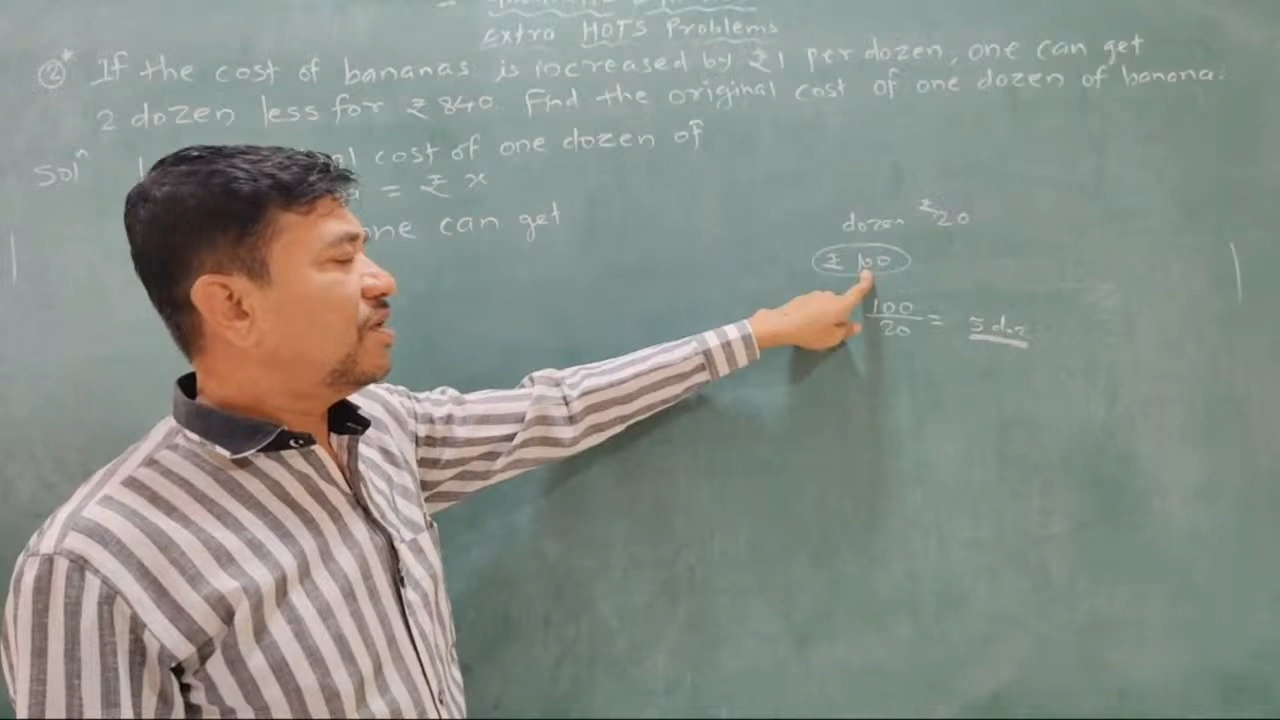 extra HOTS Problems
②* If the cost of bananas is increased by ₹1 per dozen, one can get
2 dozen less for ₹840. Find the original cost of one dozen of banana.
Solⁿ cost of one dozen of
= ₹ x
one can get
dozen ₹20
₹ 100
100/20 = 5 doz